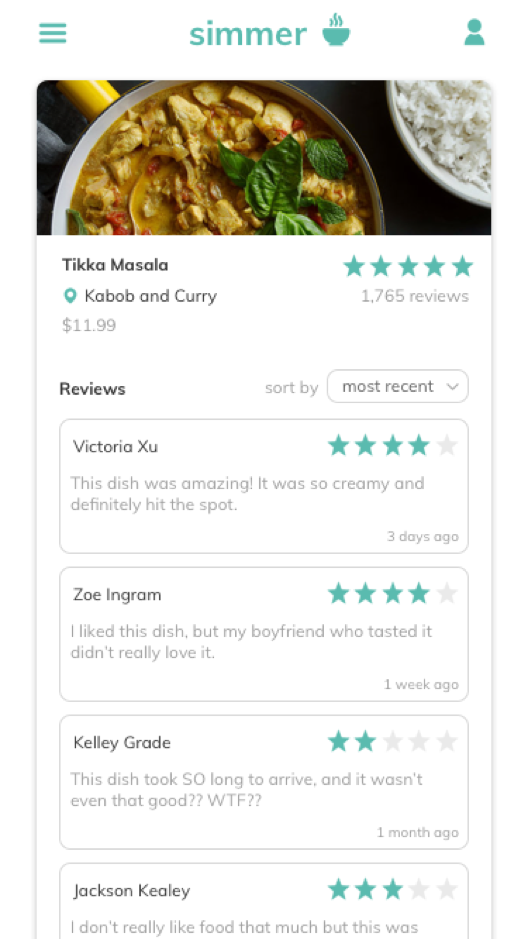 simmer
Tikka Masala
Kabob and Curry
1,765 reviews
$11.99
Reviews
sort by most recent
Victoria Xu
This dish was amazing! It was so creamy and
definitely hit the spot.
3 days ago
Zoe Ingram
I liked this dish, but my boyfriend who tasted it
didn't really love it.
1 week ago
Kelley Grade
This dish took SO long to arrive, and it wasn't
even that good?? WTF??
1 month ago
Jackson Kealey
I don't really like food that much but this was